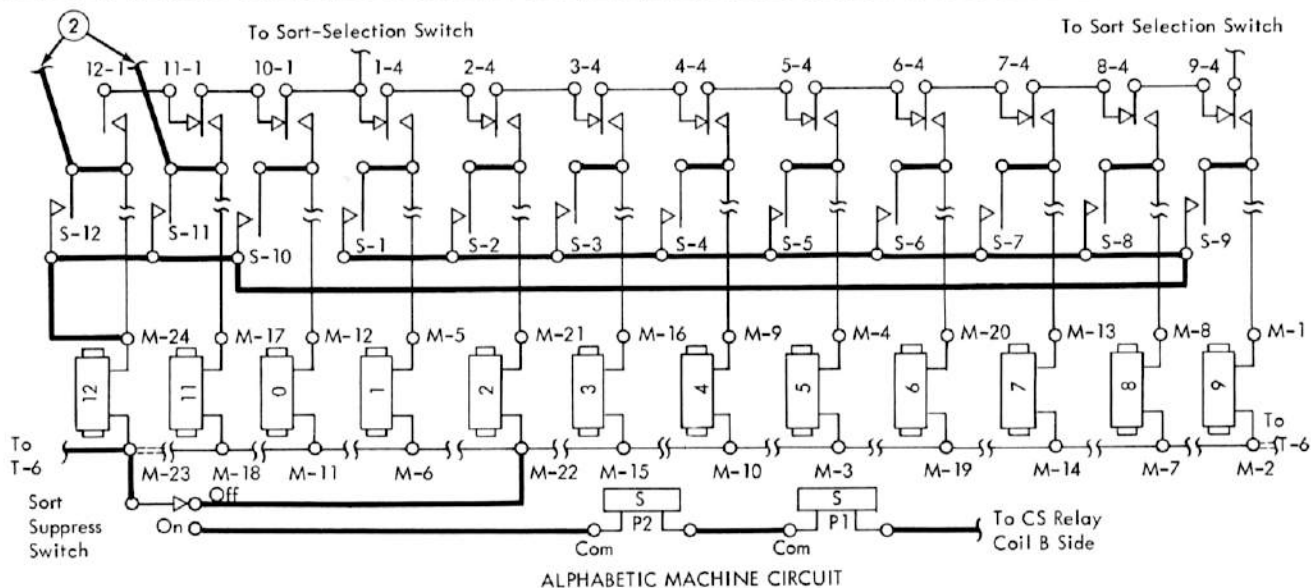 2
To Sort-Selection Switch
To Sort Selection Switch
12-1 11-1 10-1 1-4 2-4 3-4 4-4 5-4 6-4 7-4 8-4 9-4
S-12 S-11 S-10 S-1 S-2 S-3 S-4 S-5 S-6 S-7 S-8 S-9
M-24 M-17 M-12 M-5 M-21 M-16 M-9 M-4 M-20 M-13 M-8 M-1
12 11 0 1 2 3 4 5 6 7 8 9
To
T-6
To
T-6
M-23 M-18 M-11 M-6 M-22 M-15 M-10 M-3 M-19 M-14 M-7 M-2
Sort
Suppress
Switch
Off
On
S
P2
Com
S
P1
Com
To CS Relay
Coil B Side
ALPHABETIC MACHINE CIRCUIT